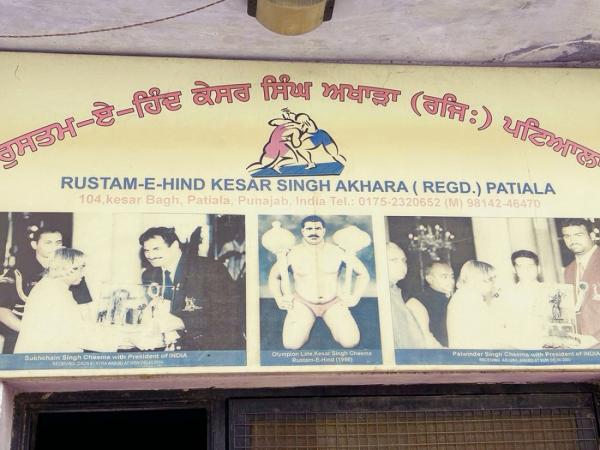 ਰੁਸਤਮ-ਏ-ਹਿੰਦ ਕੇਸਰ ਸਿੰਘ ਅਖਾੜਾ (ਰਜਿ:) ਪਟਿਆਲਾ
RUSTAM-E-HIND KESAR SINGH AKHARA ( REGD.) PATIALA
104,kesar Bagh, Patiala, Punajab. India Tel.: 0175-2320652 (M) 98142-46470
Sukhchain Singh Cheema with President of INDIA
Olympion Late.Kesar Singh Cheema
Rustam-E-Hind (1966)
Palwinder Singh Cheema with President of INDIA